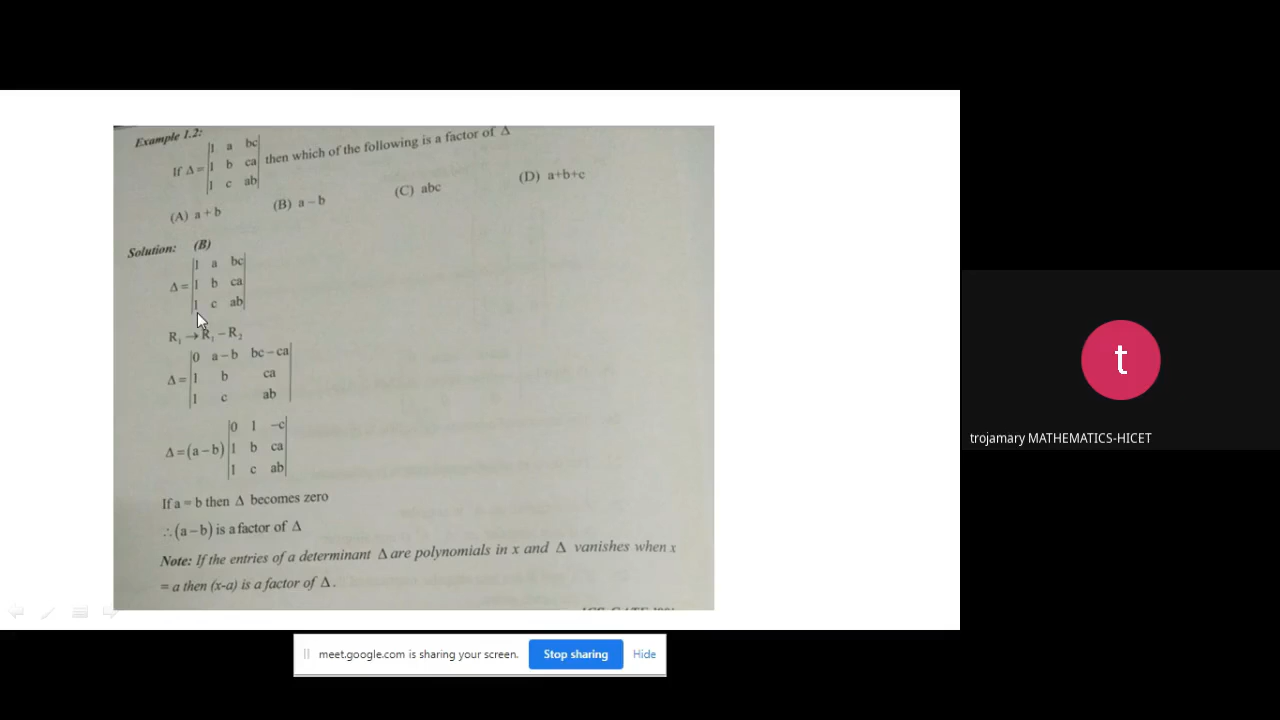 Example 1.2:
If Δ = |1 a bc| then which of the following is a factor of Δ
|1 b ca|
|1 c ab|
(A) a + b (B) a – b (C) abc (D) a+b+c
Solution: (B)
Δ = |1 a bc|
|1 b ca|
|1 c ab|
R₁ → R₁ – R₂
Δ = |0 a – b bc – ca|
|1 b ca|
|1 c ab|
Δ = (a – b) |0 1 –c|
|1 b ca|
|1 c ab|
If a = b then Δ becomes zero
∴ (a – b) is a factor of Δ
Note: If the entries of a determinant Δ are polynomials in x and Δ vanishes when x
= a then (x-a) is a factor of Δ.
t
trojamary MATHEMATICS-HICET
meet.google.com is sharing your screen. Stop sharing Hide